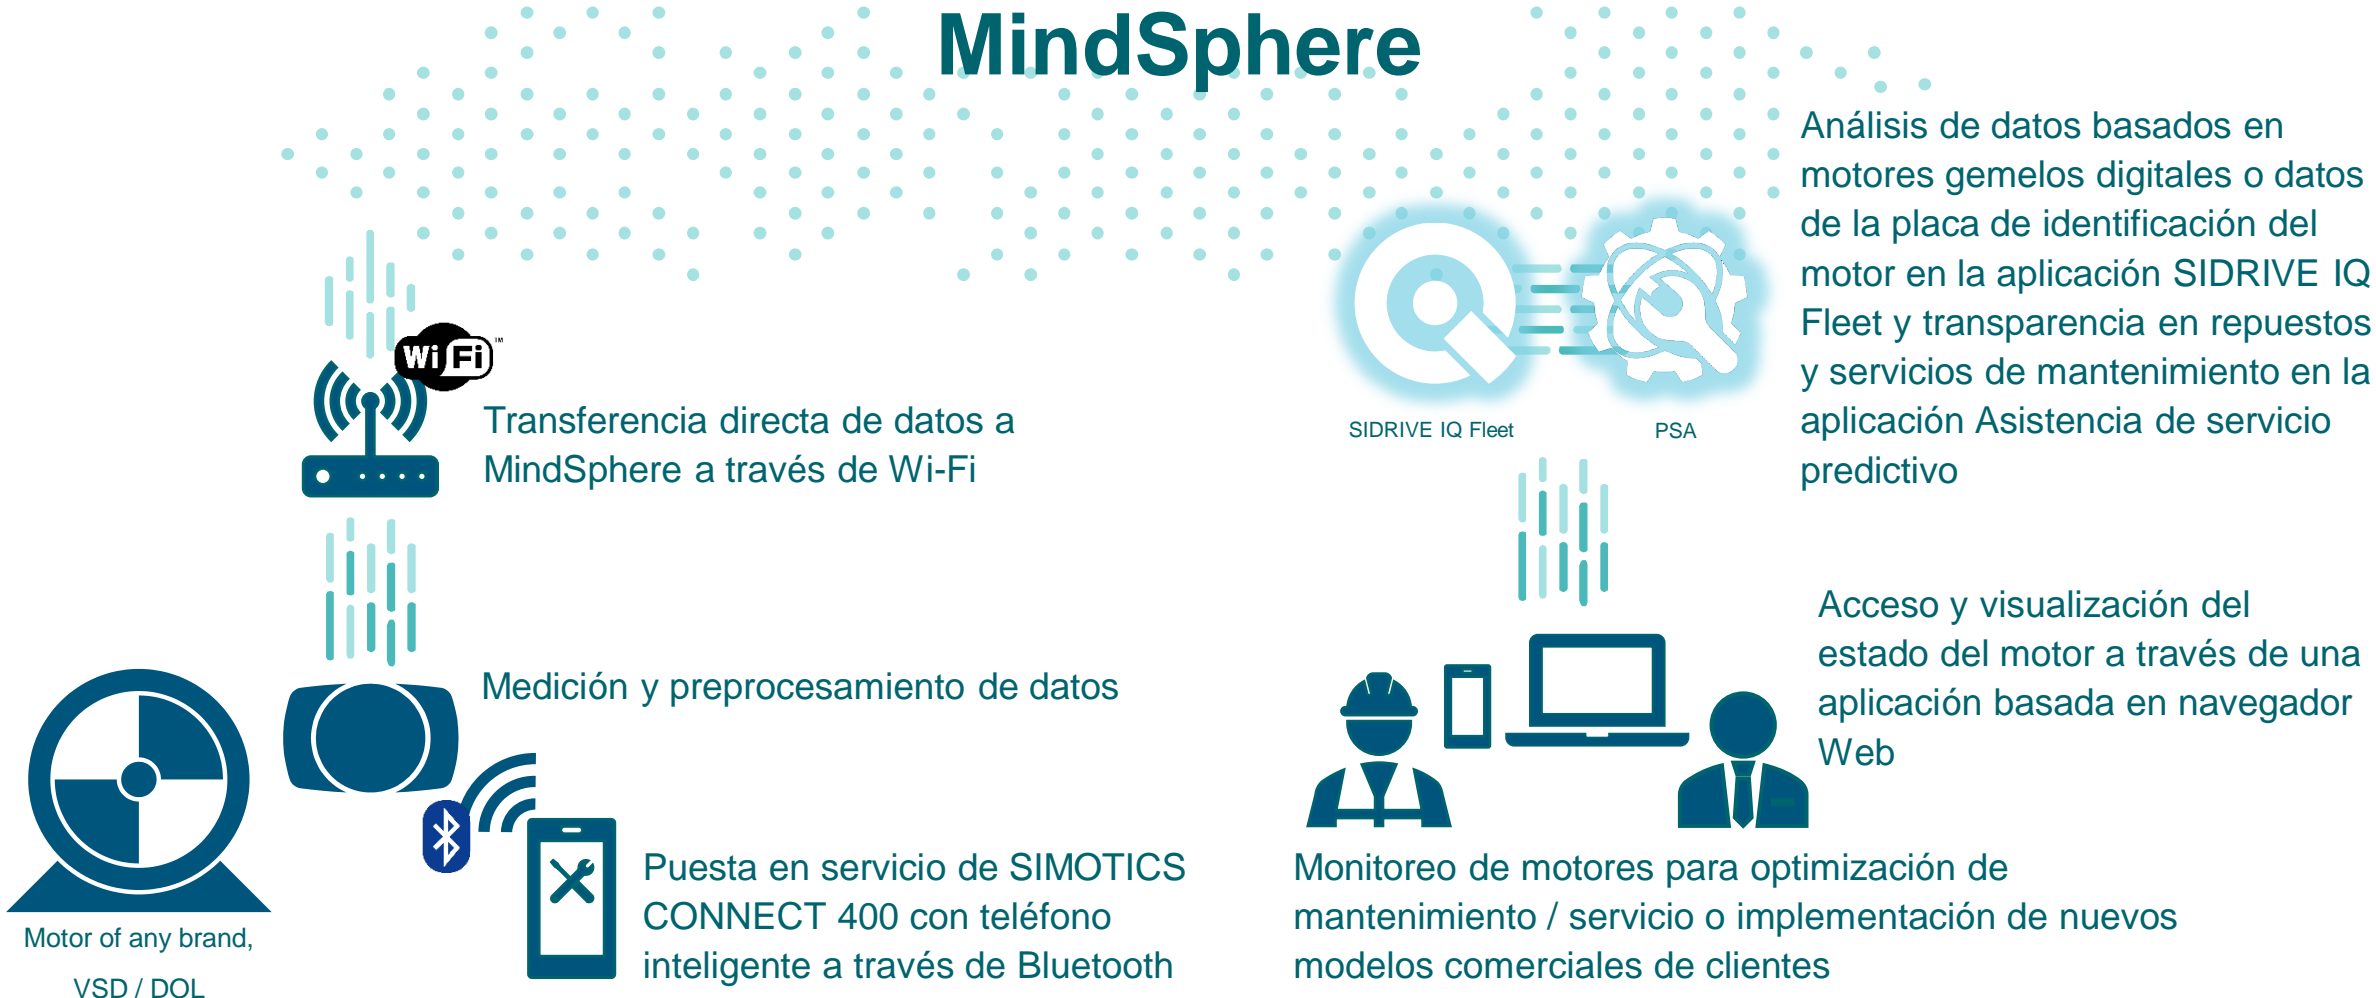 MindSphere
Wi Fi
TM
Transferencia directa de datos a
MindSphere a través de Wi-Fi
Medición y preprocesamiento de datos
Motor of any brand,
VSD / DOL
Puesta en servicio de SIMOTICS
CONNECT 400 con teléfono
inteligente a través de Bluetooth
SIDRIVE IQ Fleet
PSA
Análisis de datos basados en
motores gemelos digitales o datos
de la placa de identificación del
motor en la aplicación SIDRIVE IQ
Fleet y transparencia en repuestos
y servicios de mantenimiento en la
aplicación Asistencia de servicio
predictivo
Acceso y visualización del
estado del motor a través de una
aplicación basada en navegador
Web
Monitoreo de motores para optimización de
mantenimiento / servicio o implementación de nuevos
modelos comerciales de clientes